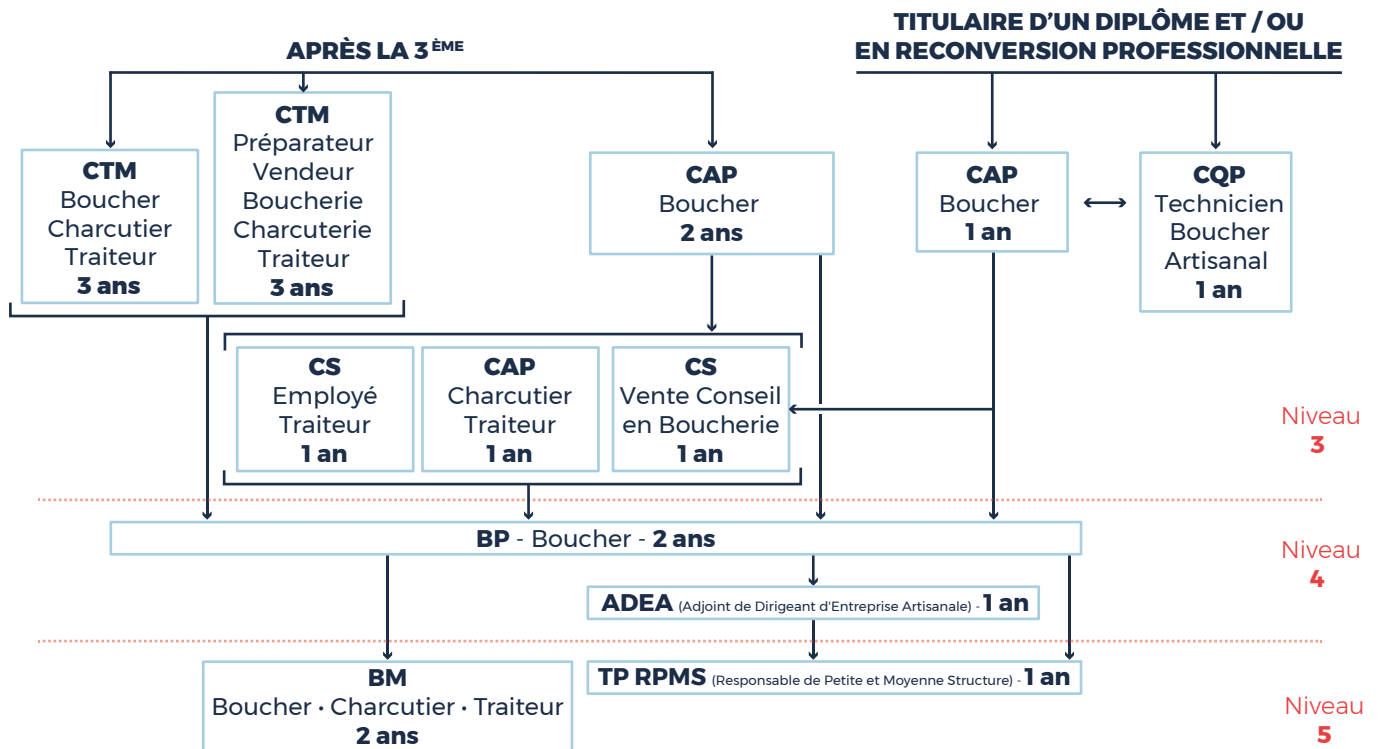 APRÈS LA 3ÈME
TITULAIRE D'UN DIPLÔME ET / OU
EN RECONVERSION PROFESSIONNELLE
CTM
Boucher
Charcutier
Traiteur
3 ans
CTM
Préparateur
Vendeur
Boucherie
Charcuterie
Traiteur
3 ans
CAP
Boucher
2 ans
CAP
Boucher
1 an
CQP
Technicien
Boucher
Artisanal
1 an
CS
Employé
Traiteur
1 an
CAP
Charcutier
Traiteur
1 an
CS
Vente Conseil
en Boucherie
1 an
Niveau
3
BP - Boucher - 2 ans
Niveau
4
ADEA (Adjoint de Dirigeant d'Entreprise Artisanale) - 1 an
BM
Boucher • Charcutier • Traiteur
2 ans
TP RPMS (Responsable de Petite et Moyenne Structure) - 1 an
Niveau
5